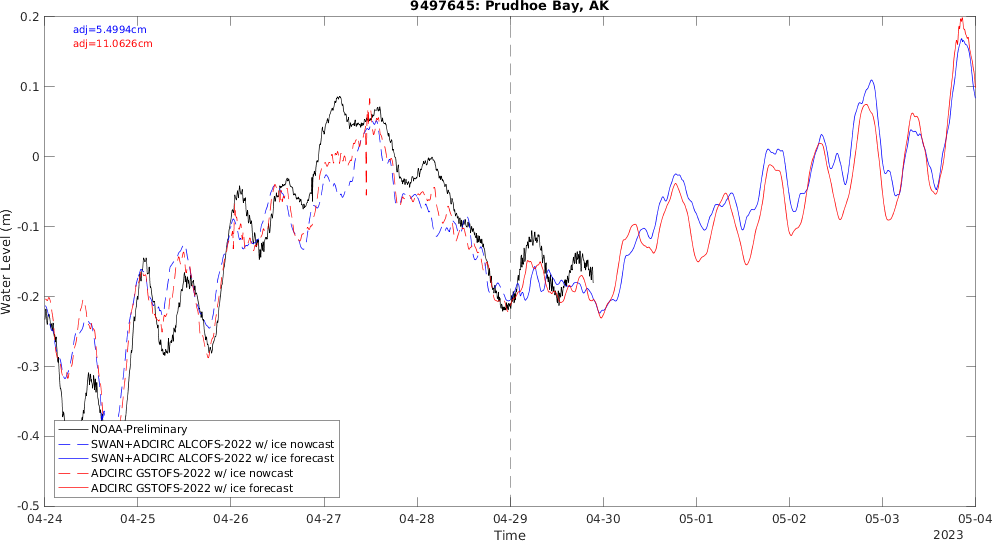 9497645: Prudhoe Bay, AK
adj=5.4994cm
adj=11.0626cm
0.2
0.1
0
-0.1
-0.2
-0.3
-0.4
-0.5
Water Level (m)
NOAA-Preliminary
SWAN+ADCIRC ALCOFS-2022 w/ ice nowcast
SWAN+ADCIRC ALCOFS-2022 w/ ice forecast
ADCIRC GSTOFS-2022 w/ ice nowcast
ADCIRC GSTOFS-2022 w/ ice forecast
04-24 04-25 04-26 04-27 04-28 04-29 04-30 05-01 05-02 05-03 05-04
Time
2023